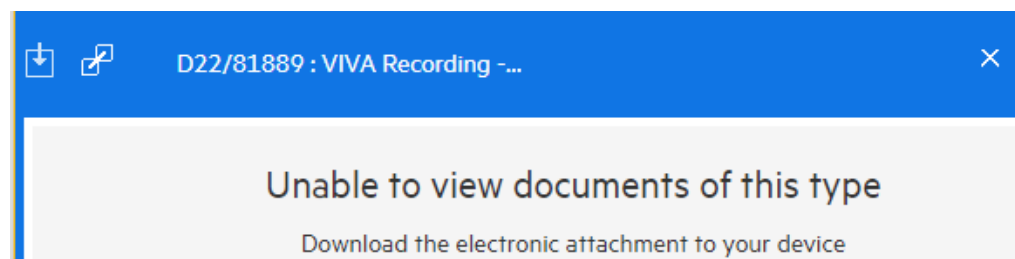 D22/81889 : VIVA Recording -...
Unable to view documents of this type
Download the electronic attachment to your device